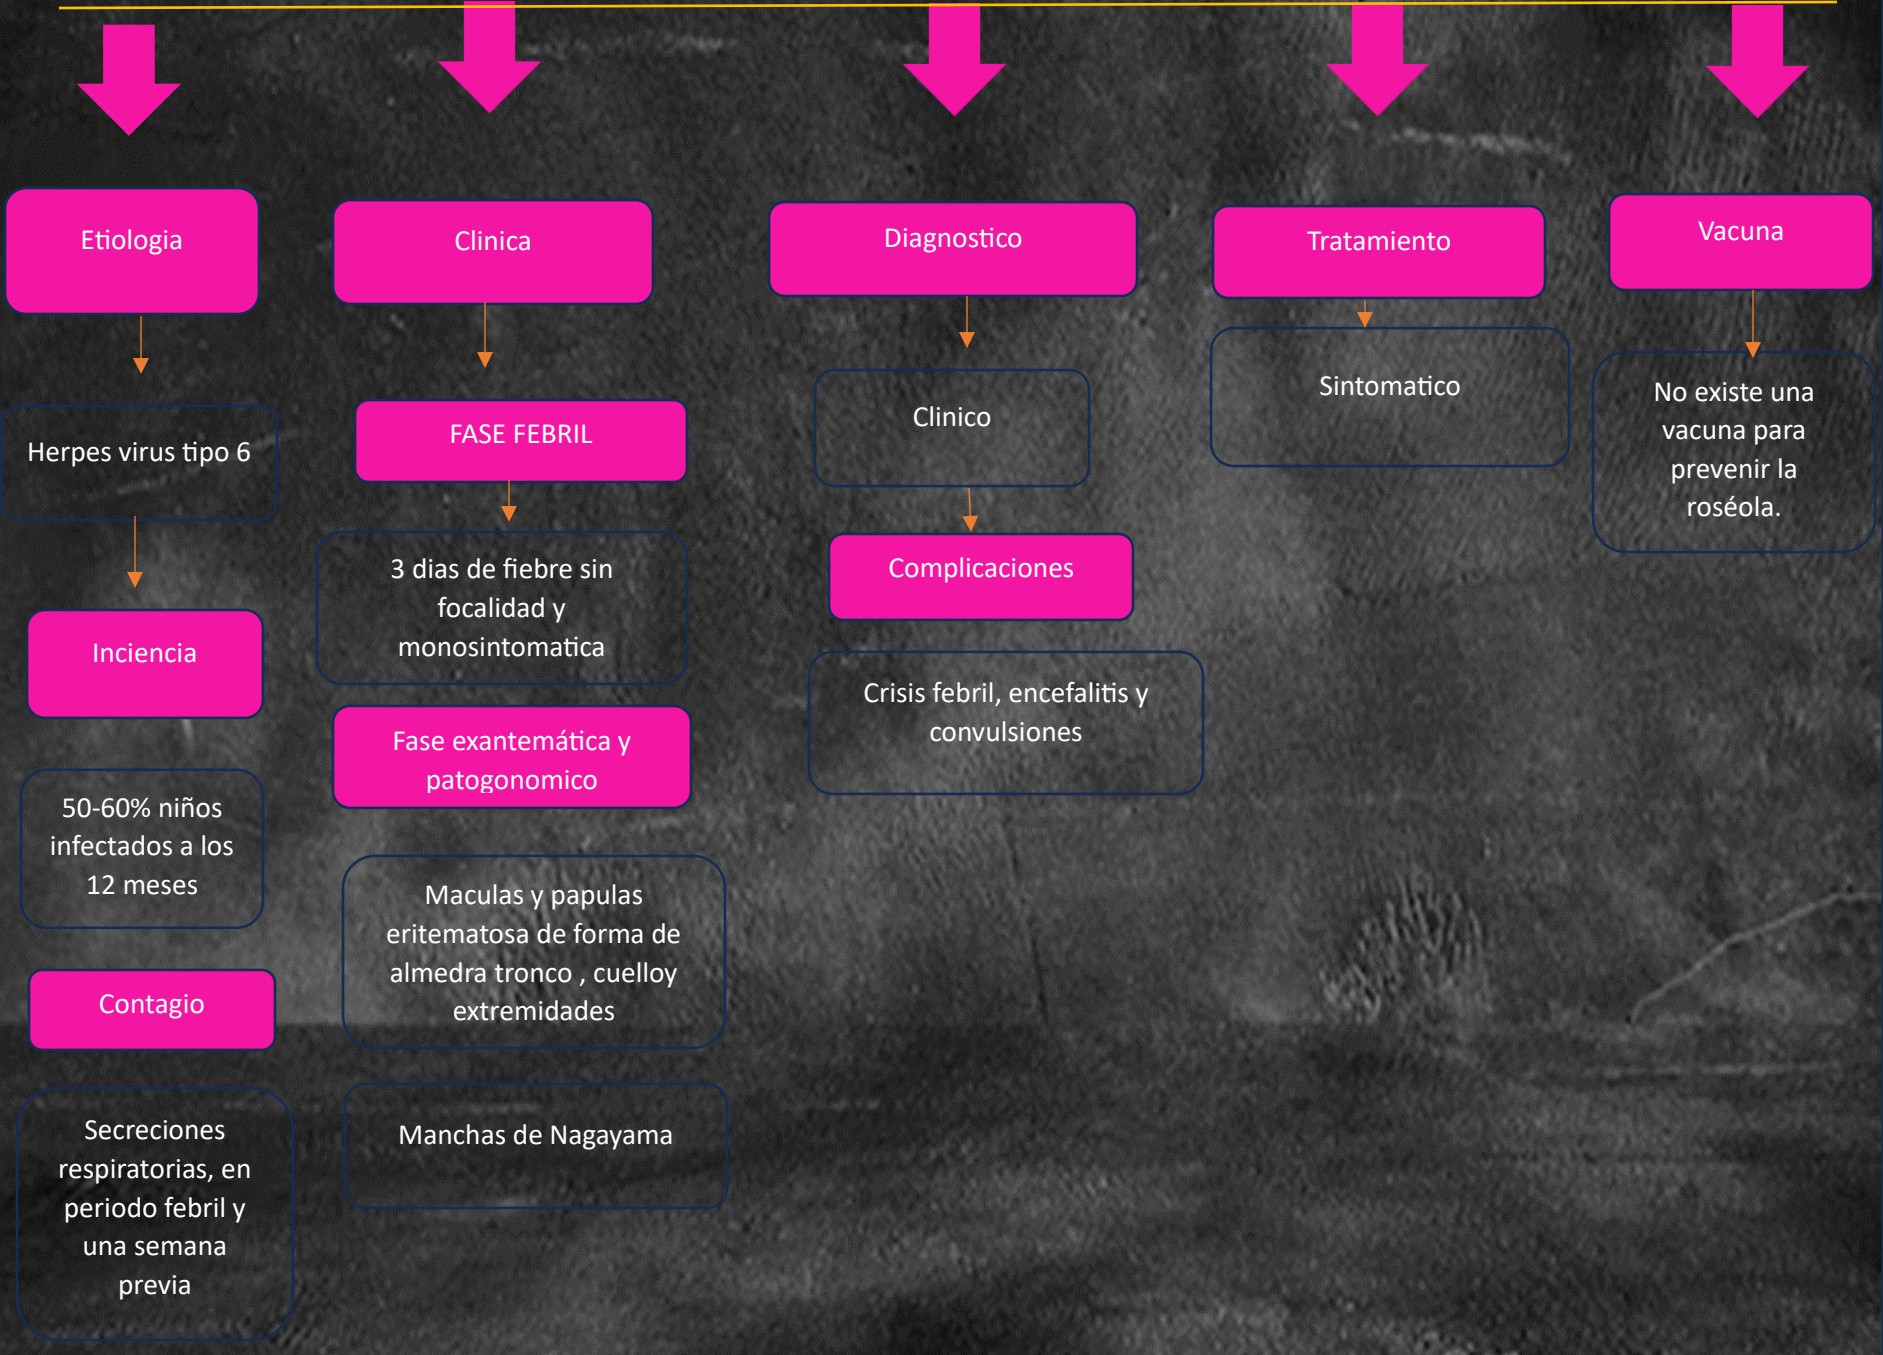 Etiologia
Herpes virus tipo 6
Inciencia
50-60% niños
infectados a los
12 meses
Contagio
Secreciones
respiratorias, en
periodo febril y
una semana
previa
Clinica
FASE FEBRIL
3 dias de fiebre sin
focalidad y
monosintomatica
Fase exantemática y
patogonomico
Maculas y papulas
eritematosa de forma de
almedra tronco , cuelloy
extremidades
Manchas de Nagayama
Diagnostico
Clinico
Complicaciones
Crisis febril, encefalitis y
convulsiones
Tratamiento
Sintomatico
Vacuna
No existe una
vacuna para
prevenir la
roséola.